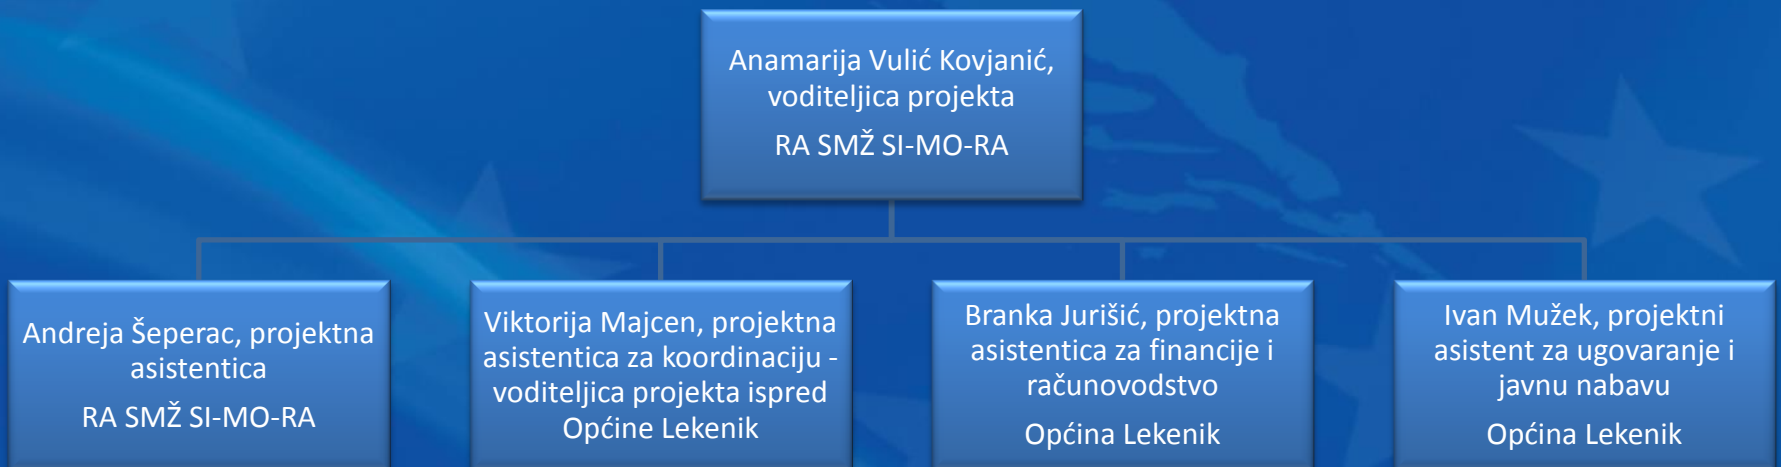 Anamarija Vulić Kovjanić,
voditeljica projekta
RA SMŽ SI-MO-RA
Andreja Šeperac, projektna
asistentica
RA SMŽ SI-MO-RA
Viktorija Majcen, projektna
asistentica za koordinaciju -
voditeljica projekta ispred
Općine Lekenik
Branka Jurišić, projektna
asistentica za financije i
računovodstvo
Općina Lekenik
Ivan Mužek, projektni
asistent za ugovaranje i
javnu nabavu
Općina Lekenik